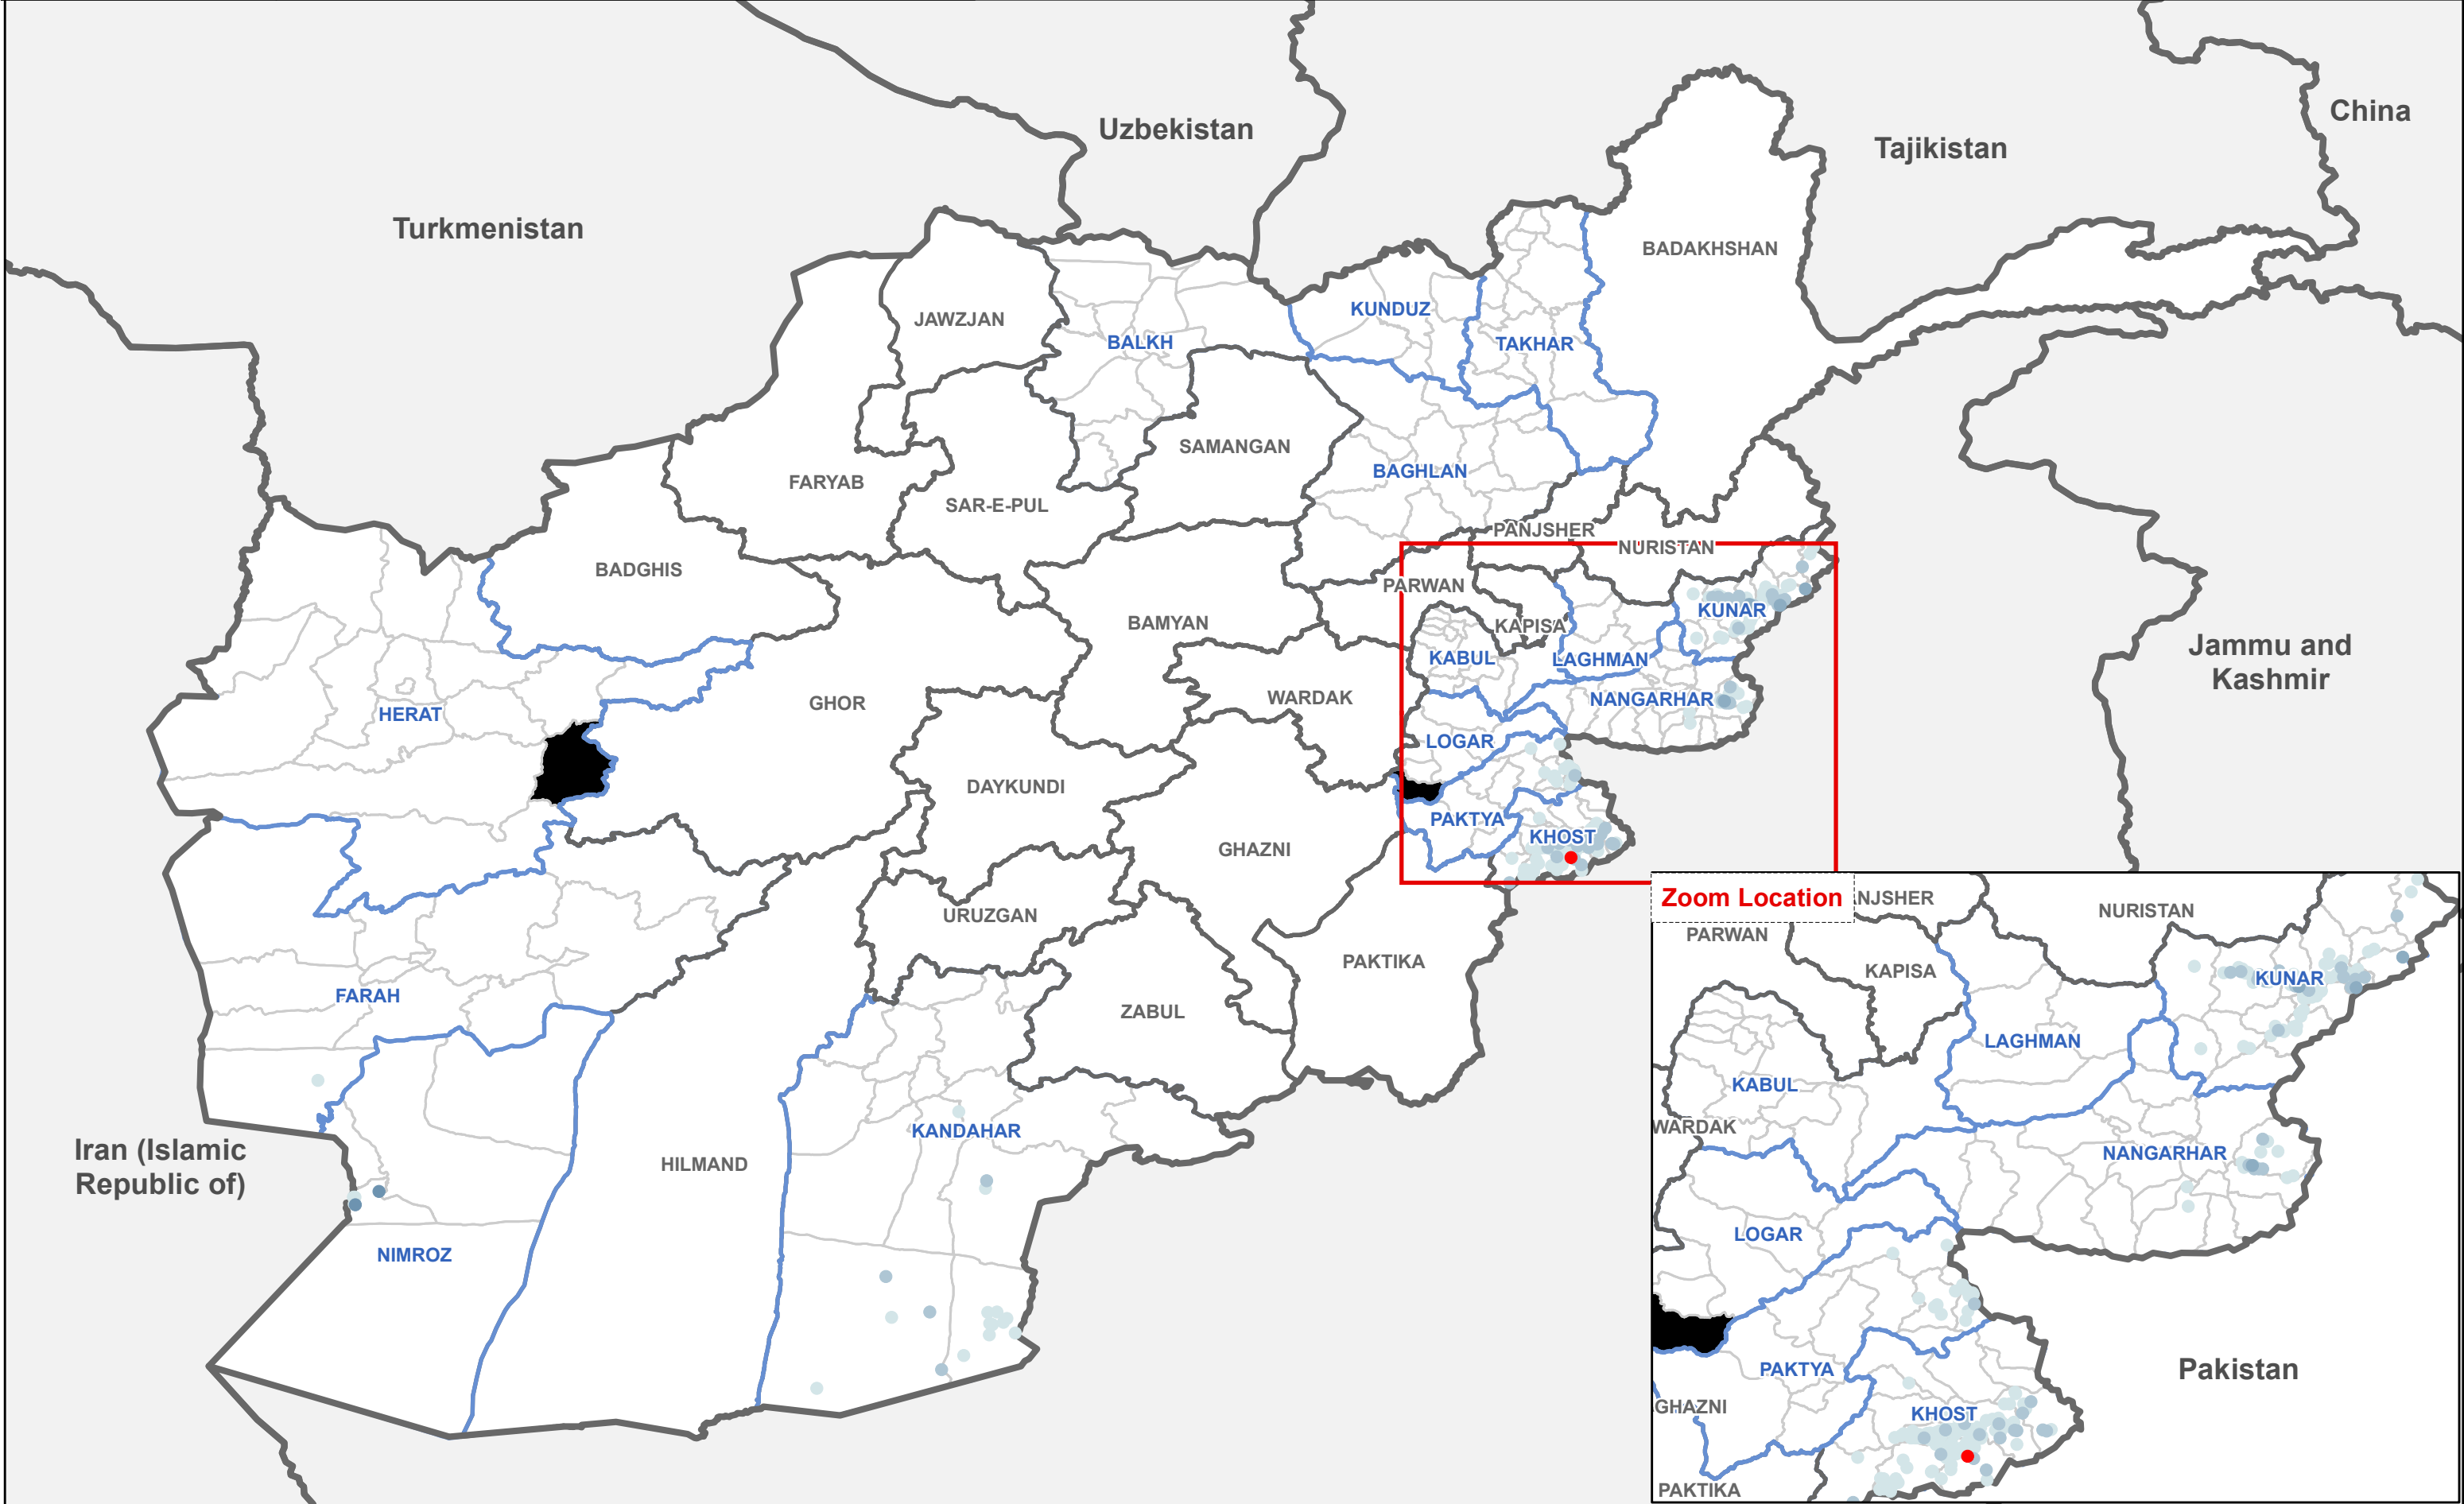 China
Uzbekistan
Tajikistan
Turkmenistan
BADAKHSHAN
JAWZJAN
KUNDUZ
BALKH
TAKHAR
SAMANGAN
BAGHLAN
FARYAB
SAR-E-PUL
PANJSHER
NURISTAN
BADGHIS
PARWAN
KUNAR
BAMYAN
KAPISA
KABUL
LAGHMAN
Jammu and
Kashmir
WARDAK
NANGARHAR
GHOR
HERAT
LOGAR
DAYKUNDI
PAKTYA
KHOST
GHAZNI
URUZGAN
PAKTIKA
FARAH
ZABUL
KANDAHAR
Iran (Islamic
Republic of)
HILMAND
NIMROZ
Zoom Location
NJSHER
NURISTAN
PARWAN
KAPISA
KUNAR
LAGHMAN
KABUL
WARDAK
NANGARHAR
LOGAR
PAKTYA
Pakistan
GHAZNI
KHOST
PAKTIKA